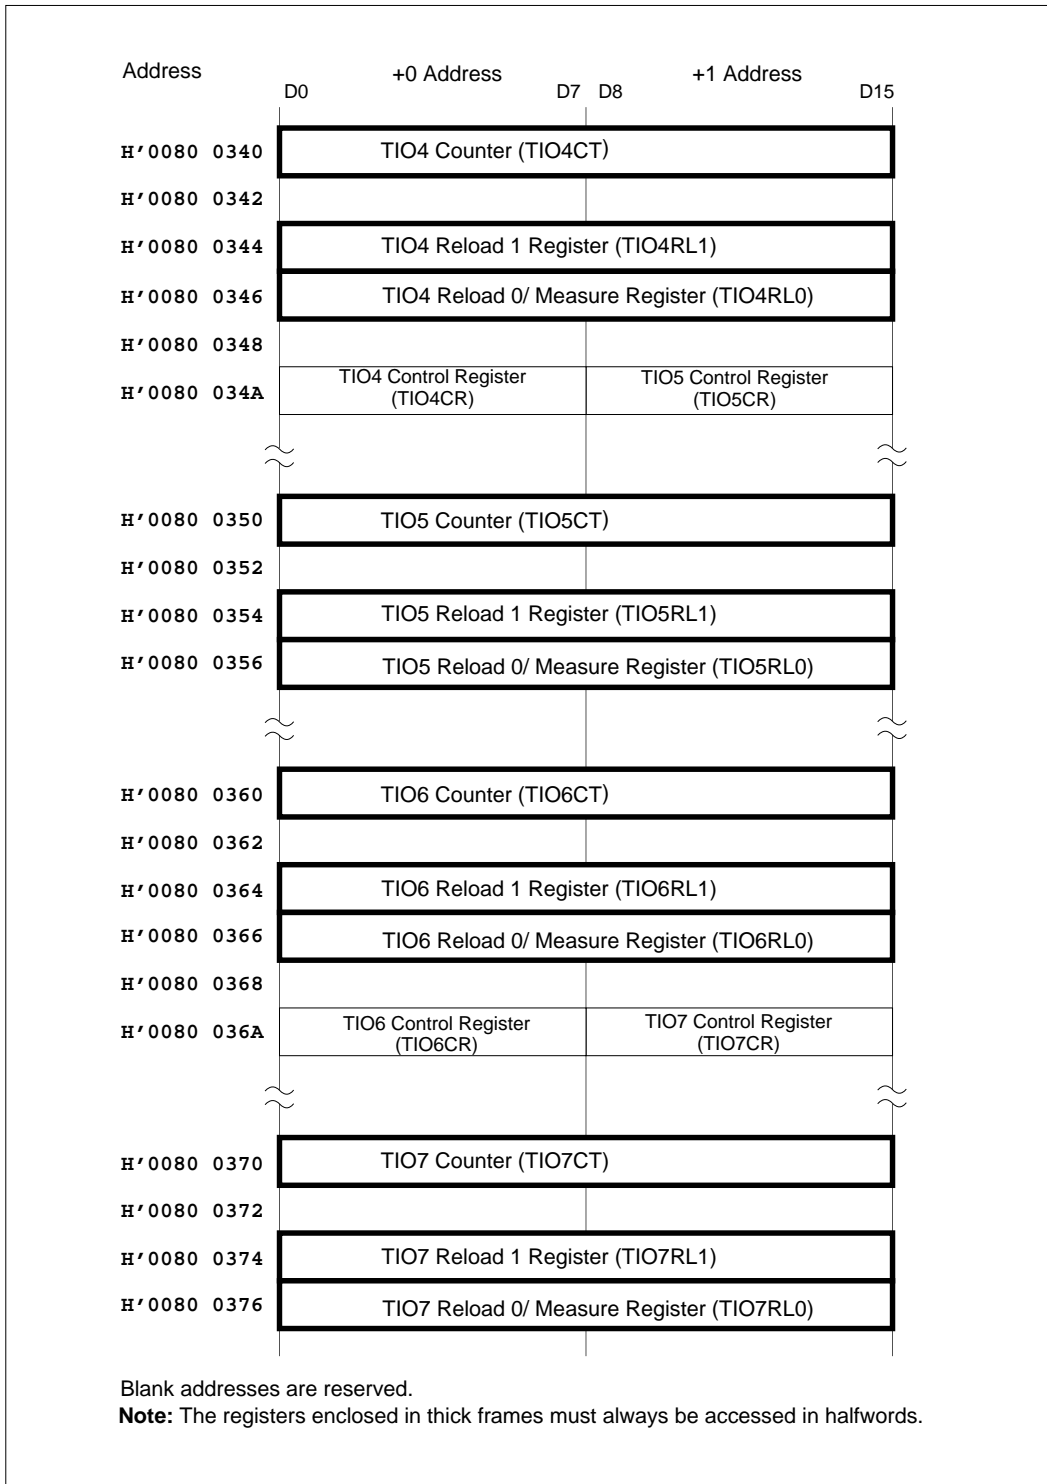 Address +0 Address +1 Address
D0 D7 D8 D15
H'0080 0340 TIO4 Counter (TIO4CT)
H'0080 0342
H'0080 0344 TIO4 Reload 1 Register (TIO4RL1)
H'0080 0346 TIO4 Reload 0/ Measure Register (TIO4RL0)
H'0080 0348
H'0080 034A TIO4 Control Register (TIO4CR) TIO5 Control Register (TIO5CR)
H'0080 0350 TIO5 Counter (TIO5CT)
H'0080 0352
H'0080 0354 TIO5 Reload 1 Register (TIO5RL1)
H'0080 0356 TIO5 Reload 0/ Measure Register (TIO5RL0)
H'0080 0360 TIO6 Counter (TIO6CT)
H'0080 0362
H'0080 0364 TIO6 Reload 1 Register (TIO6RL1)
H'0080 0366 TIO6 Reload 0/ Measure Register (TIO6RL0)
H'0080 0368
H'0080 036A TIO6 Control Register (TIO6CR) TIO7 Control Register (TIO7CR)
H'0080 0370 TIO7 Counter (TIO7CT)
H'0080 0372
H'0080 0374 TIO7 Reload 1 Register (TIO7RL1)
H'0080 0376 TIO7 Reload 0/ Measure Register (TIO7RL0)
Blank addresses are reserved.
Note: The registers enclosed in thick frames must always be accessed in halfwords.